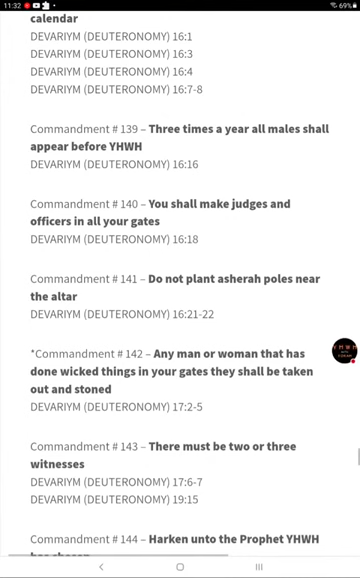 11:32
69%
calendar
DEVARIYM (DEUTERONOMY) 16:1
DEVARIYM (DEUTERONOMY) 16:3
DEVARIYM (DEUTERONOMY) 16:4
DEVARIYM (DEUTERONOMY) 16:7-8
Commandment # 139 – Three times a year all males shall
appear before YHWH
DEVARIYM (DEUTERONOMY) 16:16
Commandment # 140 – You shall make judges and
officers in all your gates
DEVARIYM (DEUTERONOMY) 16:18
Commandment # 141 – Do not plant asherah poles near
the altar
DEVARIYM (DEUTERONOMY) 16:21-22
*Commandment # 142 – Any man or woman that has
done wicked things in your gates they shall be taken
out and stoned
DEVARIYM (DEUTERONOMY) 17:2-5
Commandment # 143 – There must be two or three
witnesses
DEVARIYM (DEUTERONOMY) 17:6-7
DEVARIYM (DEUTERONOMY) 19:15
Commandment # 144 – Harken unto the Prophet YHWH
has chosen